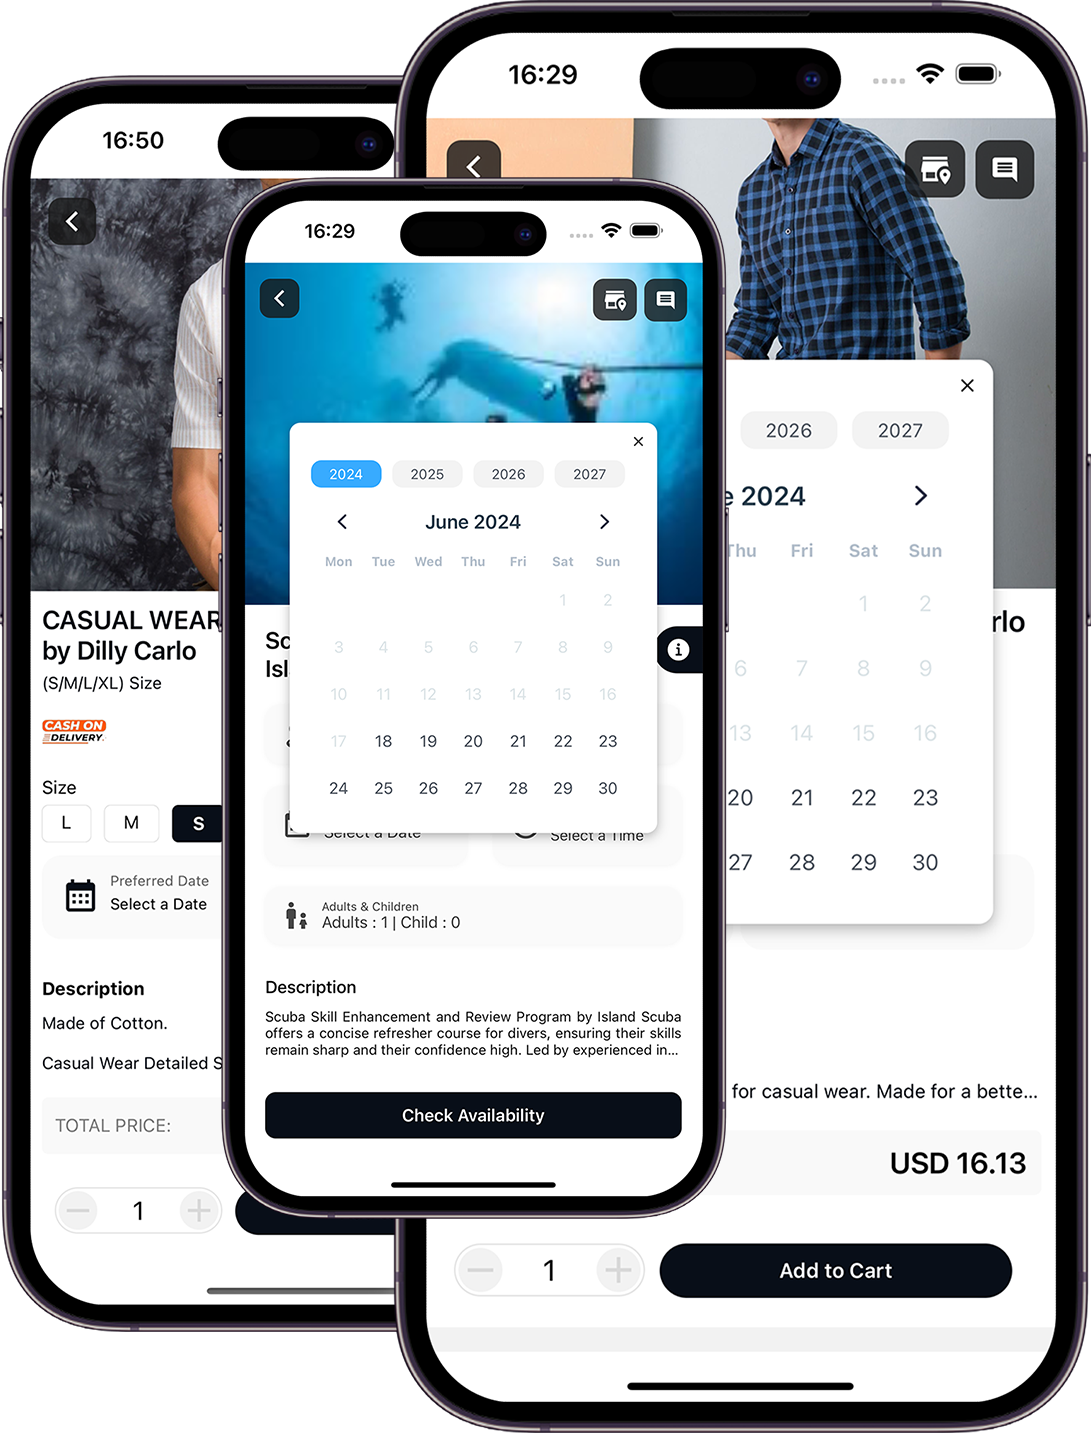 16:50
CASUAL WEAR
by Dilly Carlo
(S/M/L/XL) Size
CASH ON
DELIVERY
Size
L M S
Preferred Date
Select a Date
Description
Made of Cotton.
Casual Wear Detailed S
TOTAL PRICE:
1
16:29
2024 2025 2026 2027
June 2024
Mon Tue Wed Thu Fri Sat Sun
1 2
3 4 5 6 7 8 9
10 11 12 13 14 15 16
17 18 19 20 21 22 23
24 25 26 27 28 29 30
Sc
Isl
Select a Date Select a Time
Adults & Children
Adults : 1 | Child : 0
Description
Scuba Skill Enhancement and Review Program by Island Scuba
offers a concise refresher course for divers, ensuring their skills
remain sharp and their confidence high. Led by experienced in...
Check Availability
16:29
2026 2027
e 2024
Thu Fri Sat Sun
1 2
6 7 8 9
13 14 15 16
20 21 22 23
27 28 29 30
rlo
for casual wear. Made for a bette...
USD 16.13
1
Add to Cart